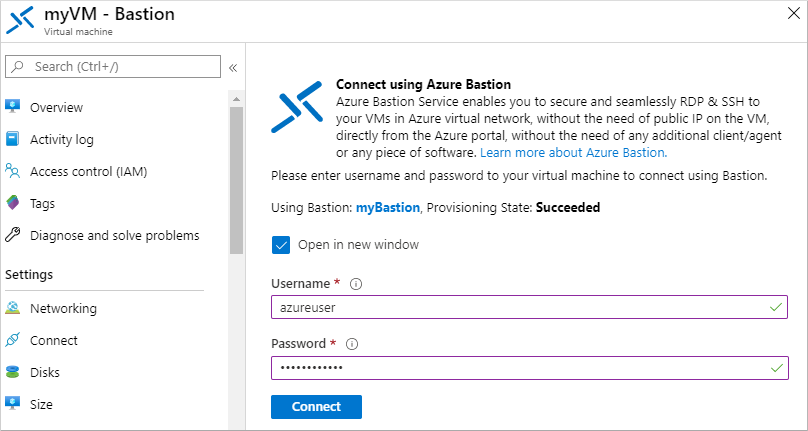 myVM - Bastion
Virtual machine
Search (Ctrl+/)
Overview
Activity log
Access control (IAM)
Tags
Diagnose and solve problems
Settings
Networking
Connect
Disks
Size
Connect using Azure Bastion
Azure Bastion Service enables you to secure and seamlessly RDP & SSH to
your VMs in Azure virtual network, without the need of public IP on the VM,
directly from the Azure portal, without the need of any additional client/agent
or any piece of software. Learn more about Azure Bastion.
Please enter username and password to your virtual machine to connect using Bastion.
Using Bastion: myBastion, Provisioning State: Succeeded
Open in new window
Username *
azureuser
Password *
••••••••••••
Connect